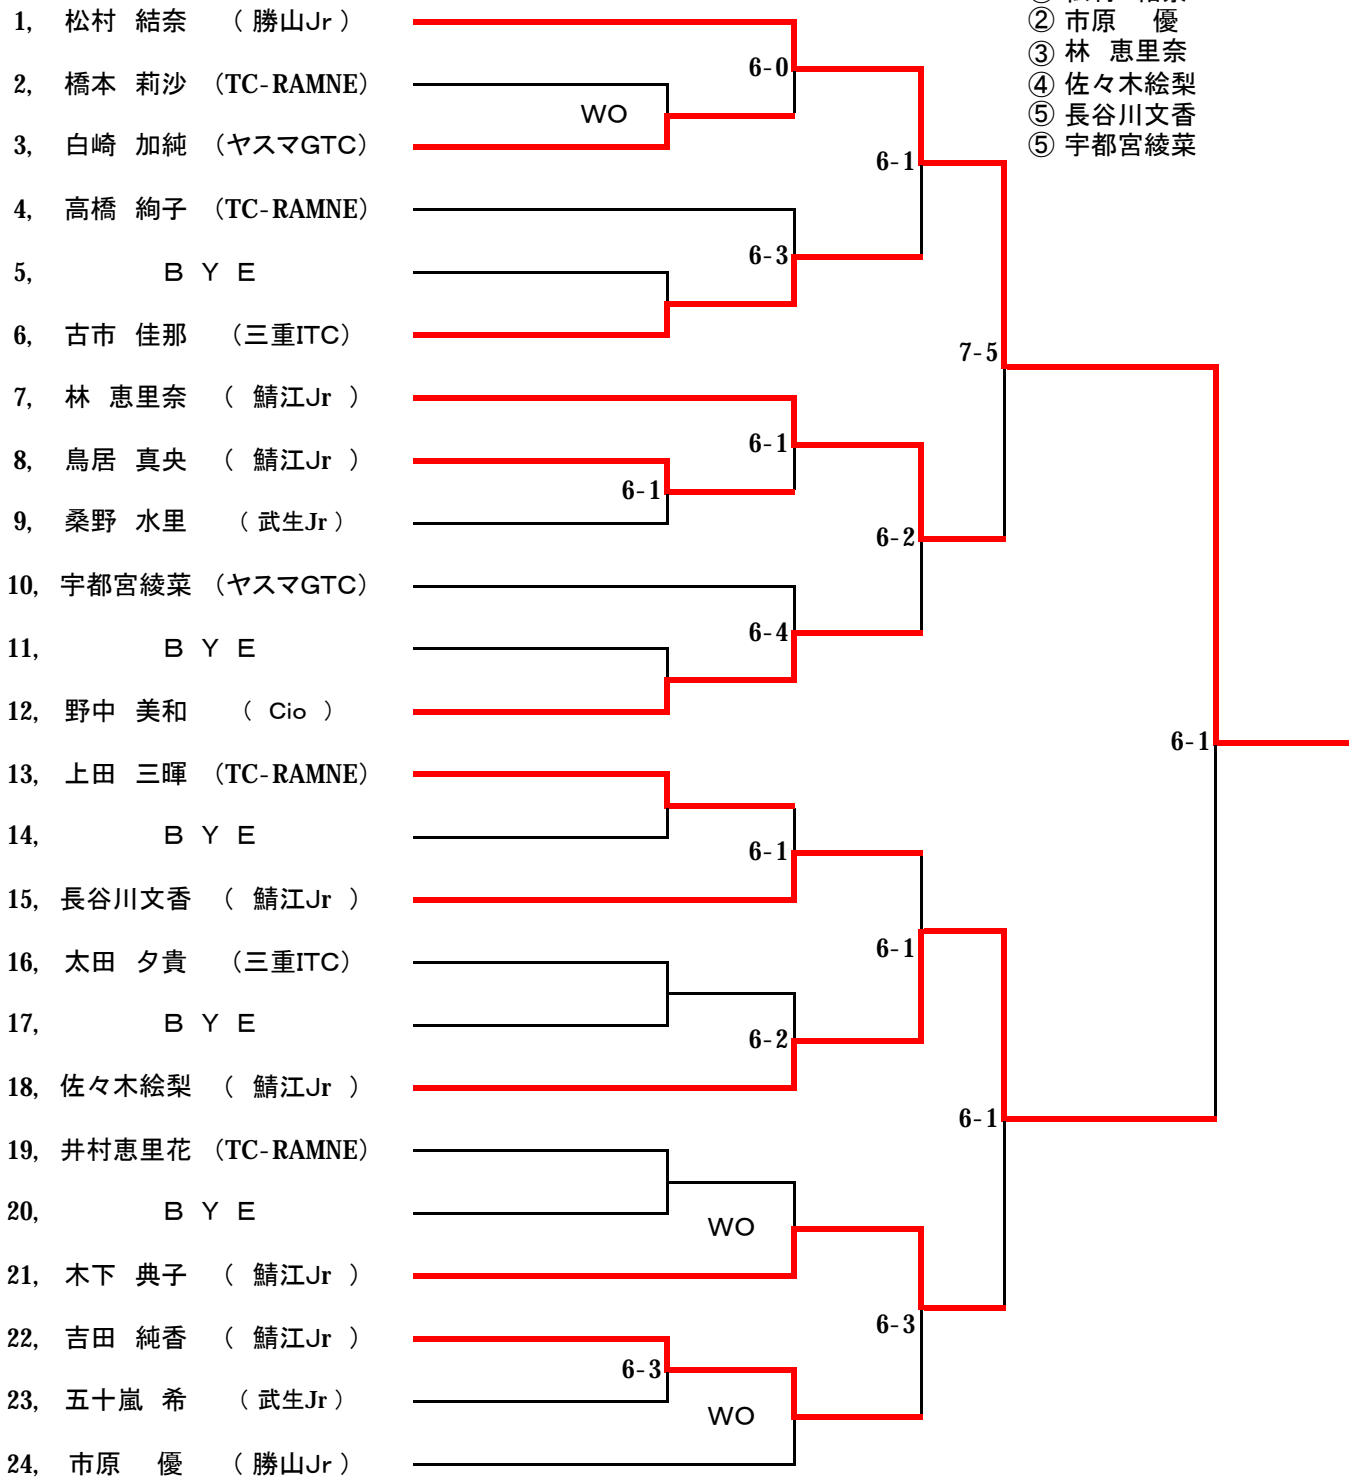 1, 松村 結奈 （ 勝山Jr ）
2, 橋本 莉沙 （TC-RAMNE）
3, 白崎 加純 （ヤスマGTC）
4, 高橋 絢子 （TC-RAMNE）
5, B Y E
6, 古市 佳那 （三重ITC）
7, 林 恵里奈 （ 鯖江Jr ）
8, 鳥居 真央 （ 鯖江Jr ）
9, 桑野 水里 （ 武生Jr ）
10, 宇都宮綾菜 （ヤスマGTC）
11, B Y E
12, 野中 美和 （ Cio ）
13, 上田 三暉 （TC-RAMNE）
14, B Y E
15, 長谷川文香 （ 鯖江Jr ）
16, 太田 夕貴 （三重ITC）
17, B Y E
18, 佐々木絵梨 （ 鯖江Jr ）
19, 井村恵里花 （TC-RAMNE）
20, B Y E
21, 木下 典子 （ 鯖江Jr ）
22, 吉田 純香 （ 鯖江Jr ）
23, 五十嵐 希 （ 武生Jr ）
24, 市原 優 （ 勝山Jr ）
WO
6-1
6-3
6-0
6-3
6-1
6-4
6-1
6-2
WO
WO
6-1
6-2
6-1
6-3
7-5
6-1
6-1
② 市原 優
③ 林 恵里奈
④ 佐々木絵梨
⑤ 長谷川文香
⑤ 宇都宮綾菜